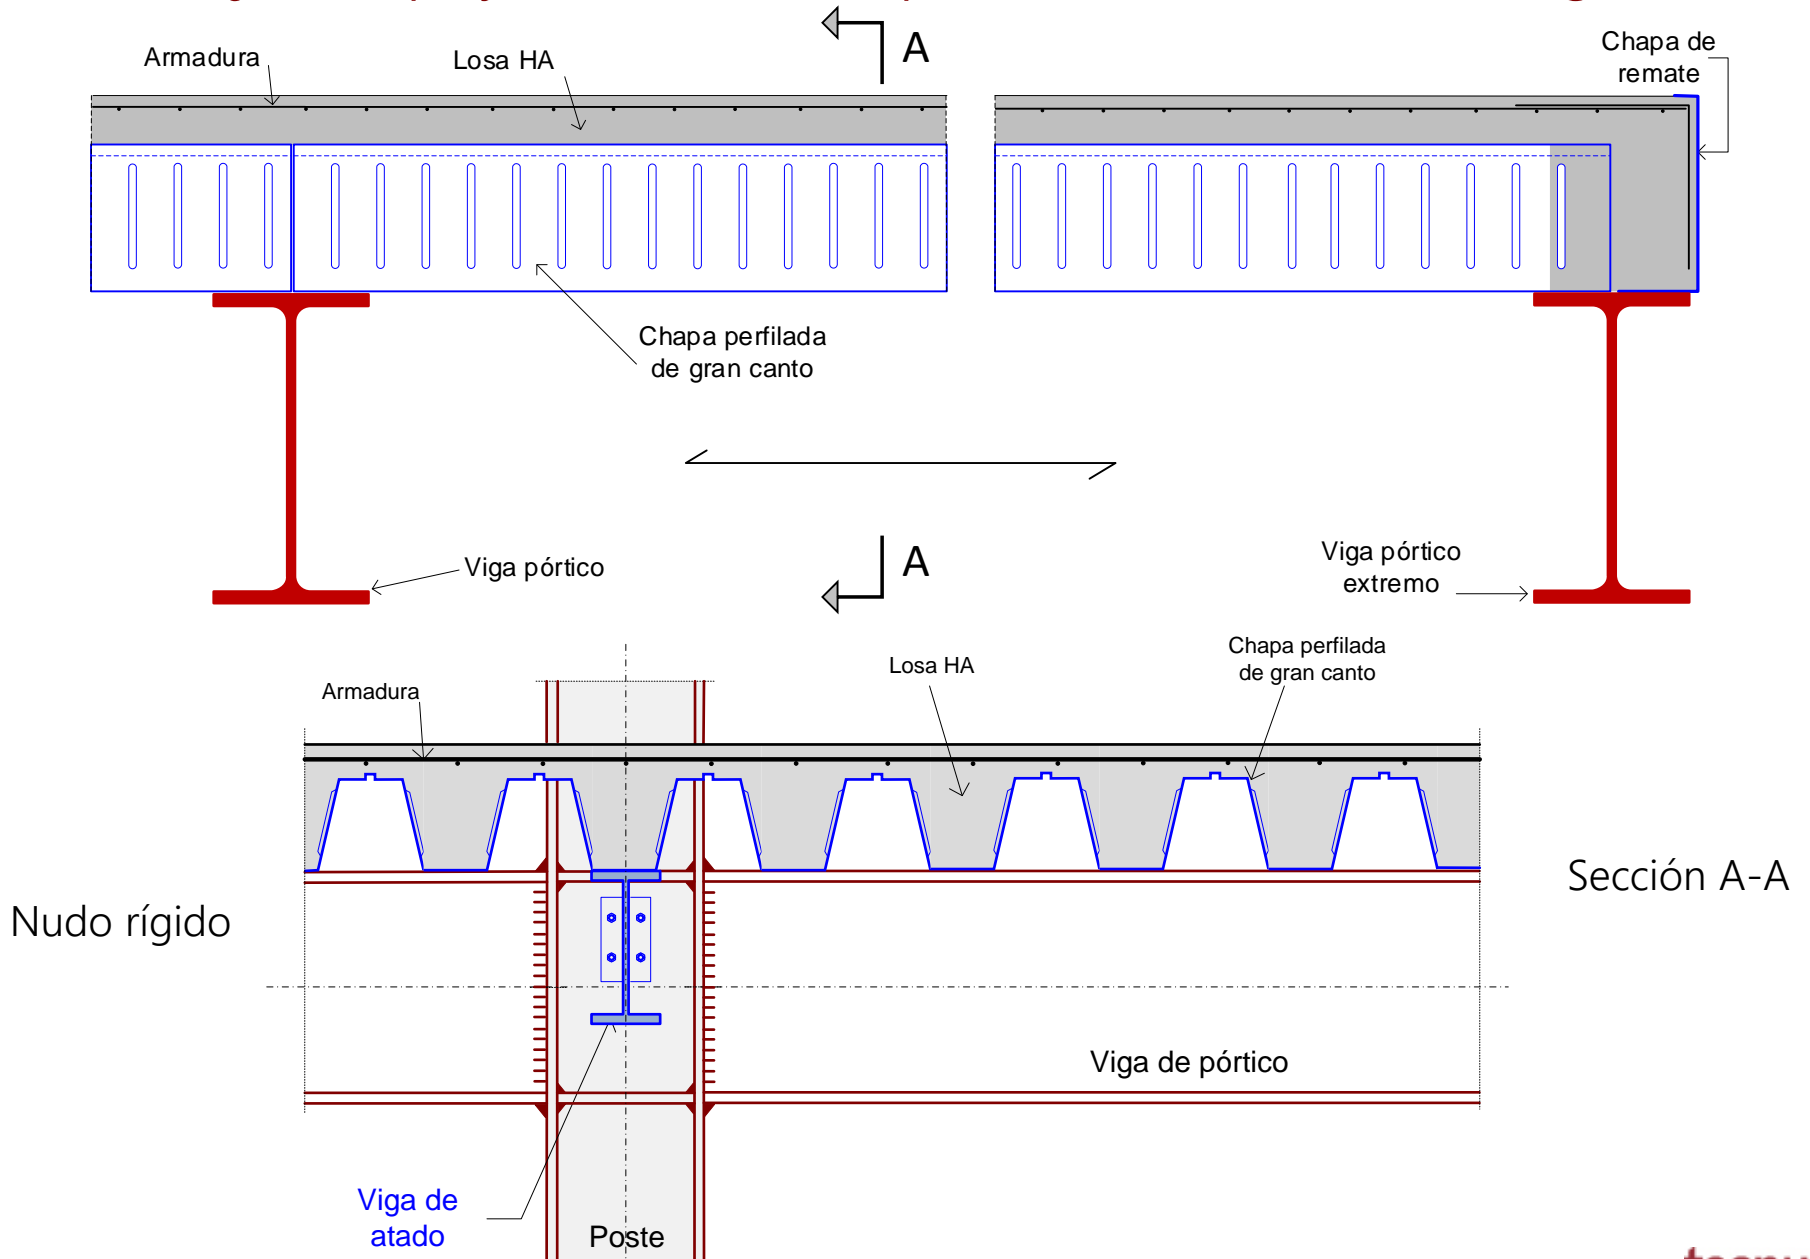 A
Armadura
Losa HA
Chapa de
remate
Chapa perfilada
de gran canto
A
Viga pórtico
Viga pórtico
extremo
Chapa perfilada
de gran canto
Losa HA
Armadura
Sección A-A
Nudo rígido
Viga de pórtico
Viga de
atado
Poste